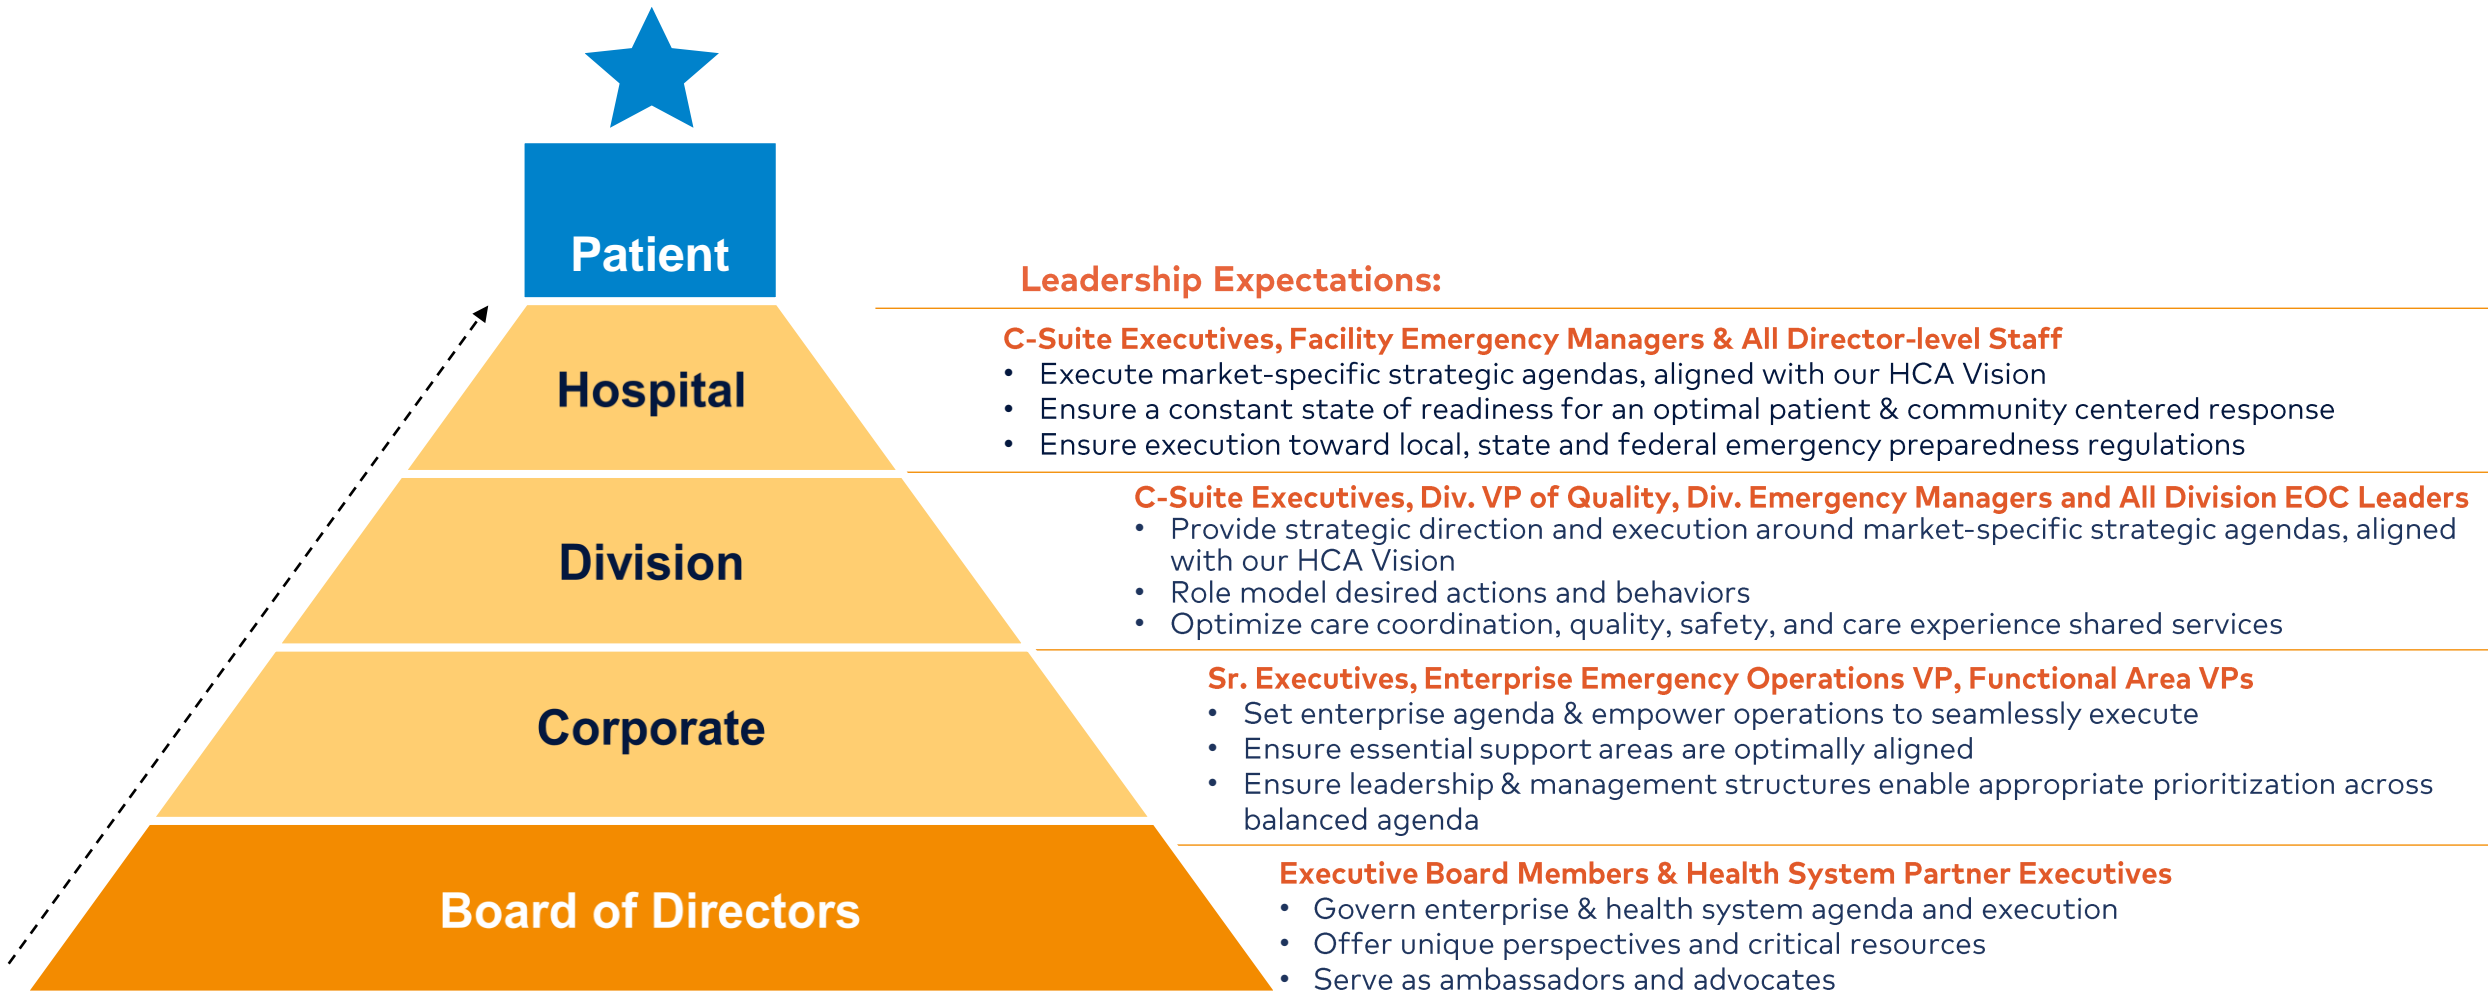 Patient
Leadership Expectations:
Hospital
C-Suite Executives, Facility Emergency Managers & All Director-level Staff
• Execute market-specific strategic agendas, aligned with our HCA Vision
• Ensure a constant state of readiness for an optimal patient & community centered response
• Ensure execution toward local, state and federal emergency preparedness regulations
Division
C-Suite Executives, Div. VP of Quality, Div. Emergency Managers and All Division EOC Leaders
• Provide strategic direction and execution around market-specific strategic agendas, aligned
with our HCA Vision
• Role model desired actions and behaviors
• Optimize care coordination, quality, safety, and care experience shared services
Corporate
Sr. Executives, Enterprise Emergency Operations VP, Functional Area VPs
• Set enterprise agenda & empower operations to seamlessly execute
• Ensure essential support areas are optimally aligned
• Ensure leadership & management structures enable appropriate prioritization across
balanced agenda
Board of Directors
Executive Board Members & Health System Partner Executives
• Govern enterprise & health system agenda and execution
• Offer unique perspectives and critical resources
• Serve as ambassadors and advocates